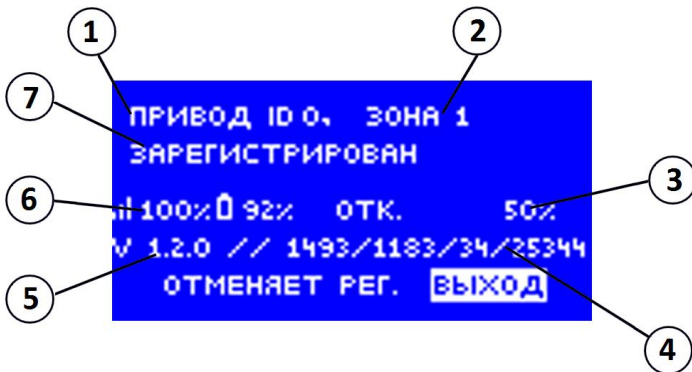 1
2
7
ПРИВОД ID 0, ЗОНА 1
ЗАРЕГИСТРИРОВАН
3
6
100% 92% ОТК. 50%
V 1.2.0 // 1493/1183/34/25344
5
ОТМЕНЯЕТ РЕГ. ВЫХОД
4